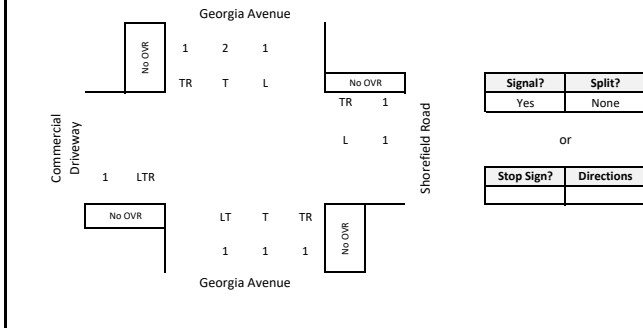 Georgia Avenue
No OVR
1 2 1
TR T L
No OVR
TR 1
L 1
Shorefield Road
Commercial
Driveway
1 LTR
No OVR
LT T TR
1 1 1
No OVR
Georgia Avenue
Signal? Split?
Yes None
or
Stop Sign? Directions